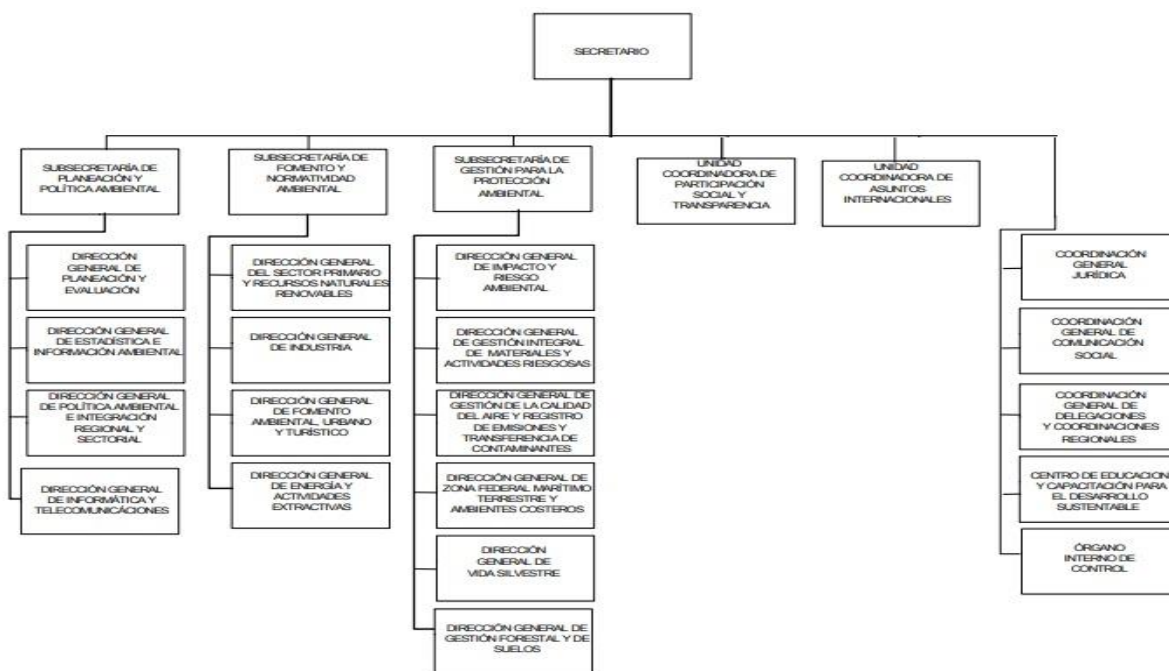 SECRETARIO
SUBSECRETARÍA DE
PLANEACIÓN Y
POLÍTICA AMBIENTAL
DIRECCIÓN
GENERAL DE
PLANEACIÓN Y
EVALUACIÓN
DIRECCIÓN GENERAL
DE ESTADÍSTICA E
INFORMACIÓN AMBIENTAL
DIRECCIÓN GENERAL
DE POLÍTICA AMBIENTAL
E INTEGRACIÓN
REGIONAL Y
SECTORIAL
DIRECCIÓN GENERAL
DE INFORMÁTICA Y
TELECOMUNICÁCIONES
SUBSECRETARÍA DE
FOMENTO Y
NORMATIVIDAD
AMBIENTAL
DIRECCIÓN GENERAL
DEL SECTOR PRIMARIO
Y RECURSOS NATURALES
RENOVABLES
DIRECCIÓN GENERAL
DE INDUSTRIA
DIRECCIÓN GENERAL
DE FOMENTO
AMBIENTAL, URBANO
Y TURÍSTICO
DIRECCIÓN GENERAL
DE ENERGÍA Y
ACTIVIDADES
EXTRACTIVAS
SUBSECRETARÍA DE
GESTIÓN PARA LA
PROTECCIÓN
AMBIENTAL
DIRECCIÓN GENERAL
DE IMPACTO Y
RIESGO
AMBIENTAL
DIRECCIÓN GENERAL
DE GESTIÓN INTEGRAL
DE MATERIALES Y
ACTIVIDADES RIESGOSAS
DIRECCIÓN GENERAL DE
GESTIÓN DE LA CALIDAD
DEL AIRE Y REGISTRO
DE EMISIONES Y
TRANSFERENCIA DE
CONTAMINANTES
DIRECCIÓN GENERAL DE
ZONA FEDERAL MARÍTIMO
TERRESTRE Y
AMBIENTES COSTEROS
DIRECCIÓN
GENERAL DE
VIDA SILVESTRE
DIRECCIÓN GENERAL DE
GESTIÓN FORESTAL Y DE
SUELOS
UNIDAD
COORDINADORA DE
PARTICIPACIÓN
SOCIAL Y
TRANSPARENCIA
UNIDAD
COORDINADORA DE
ASUNTOS
INTERNACIONALES
COORDINACIÓN
GENERAL
JURÍDICA
COORDINACIÓN
GENERAL DE
COMUNICACIÓN
SOCIAL
COORDINACIÓN
GENERAL DE
DELEGACIONES
Y COORDINACIONES
REGIONALES
CENTRO DE EDUCACION
Y CAPACITACIÓN PARA
EL DESARROLLO
SUSTENTABLE
ÓRGANO
INTERNO DE
CONTROL